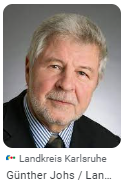 Landkreis Karlsruhe
Günther Johs / Lan...